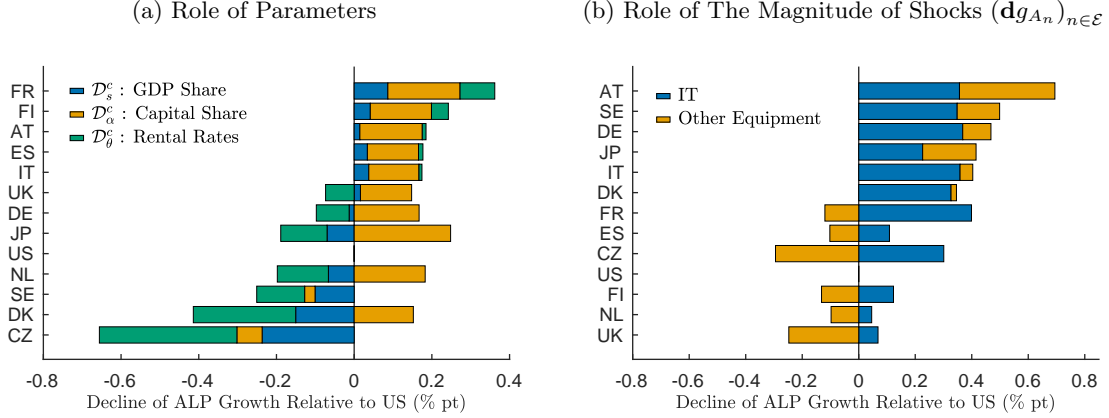 (a) Role of Parameters
FR
FI
AT
ES
IT
UK
DE
JP
US
NL
SE
DK
CZ
𝒟ₛᶜ : GDP Share
𝒟_αᶜ : Capital Share
𝒟_θᶜ : Rental Rates
-0.8 -0.6 -0.4 -0.2 0 0.2 0.4
Decline of ALP Growth Relative to US (% pt)
(b) Role of The Magnitude of Shocks (𝐝g_{A_n})_{n∈ℰ}
AT
SE
DE
JP
IT
DK
FR
ES
CZ
US
FI
NL
UK
IT
Other Equipment
-0.8 -0.6 -0.4 -0.2 0 0.2 0.4 0.6 0.8
Decline of ALP Growth Relative to US (% pt)